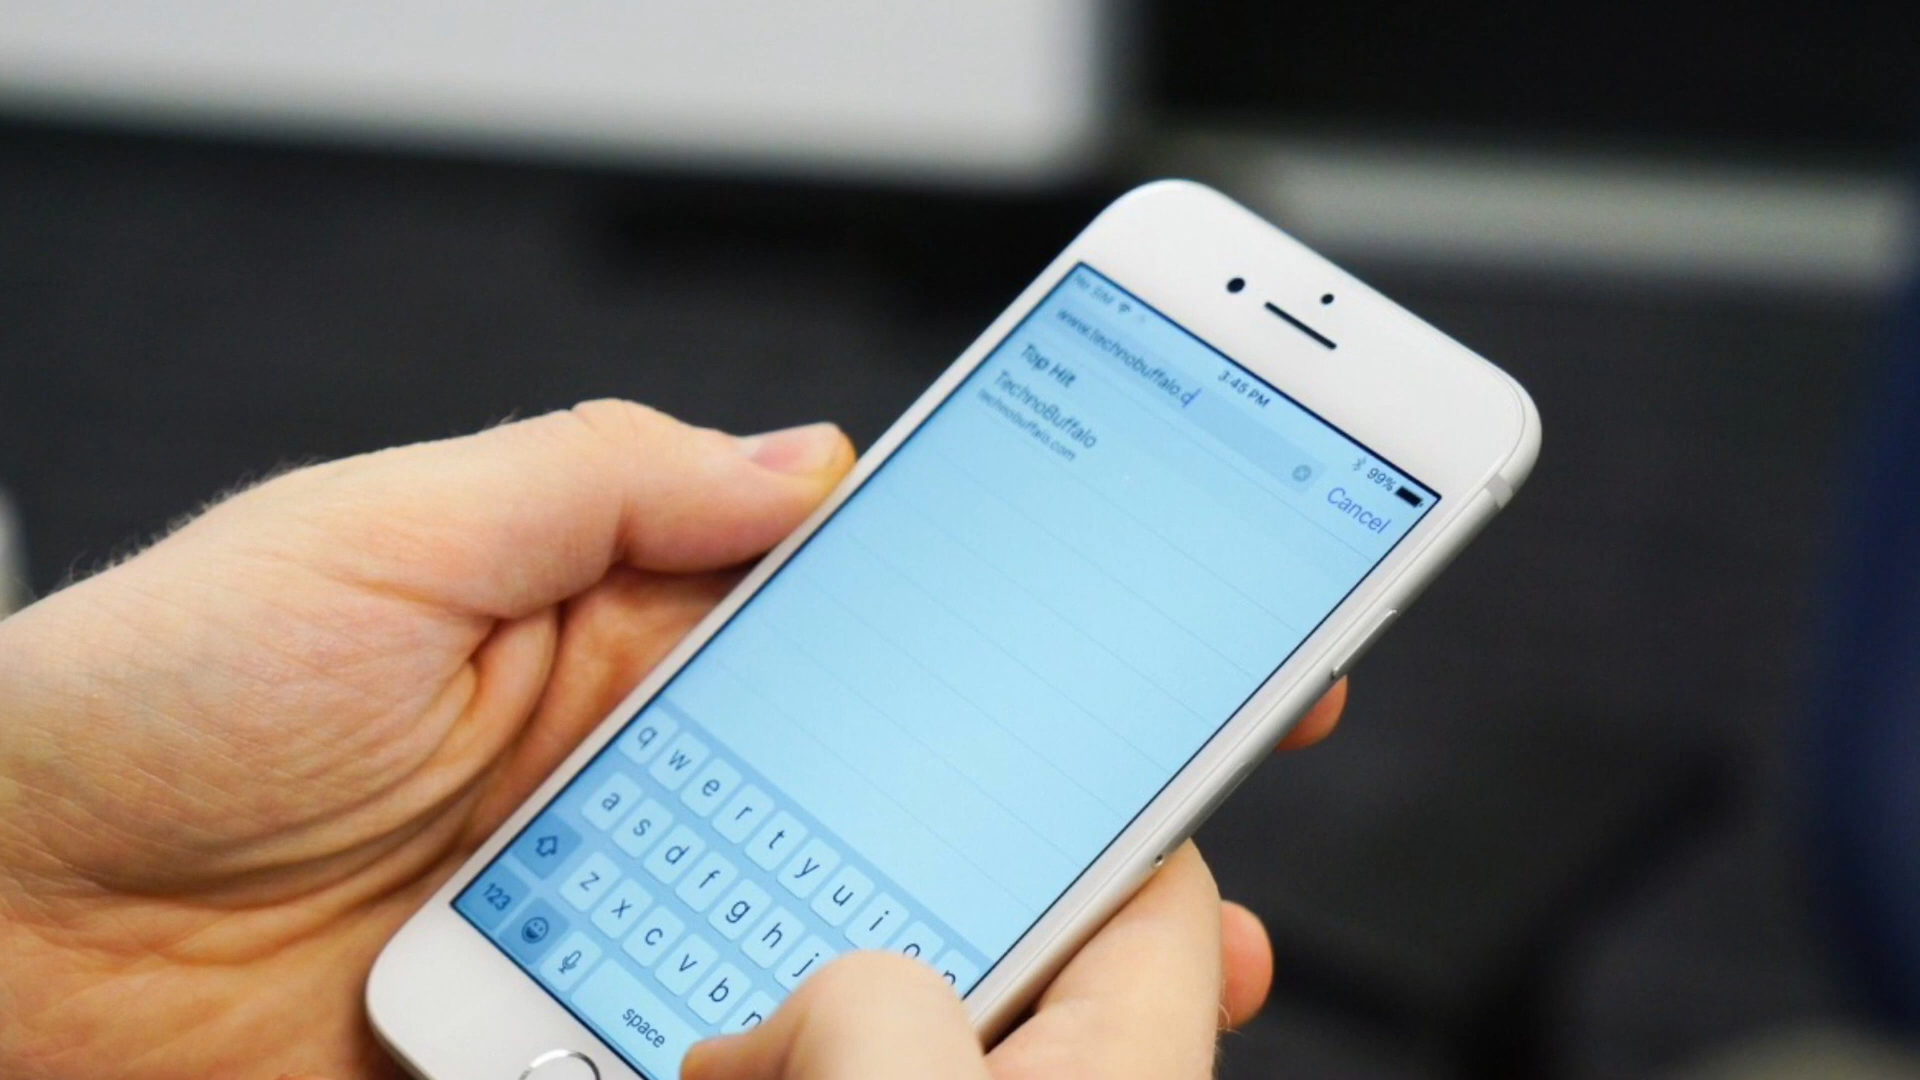 No SIM 3:45 PM 99%
www.technobuffalo.c
Cancel
Top Hit
TechnoBuffalo
technobuffalo.com
q w e r t y u i o p
a s d f g h j
z x c v b n
123 space